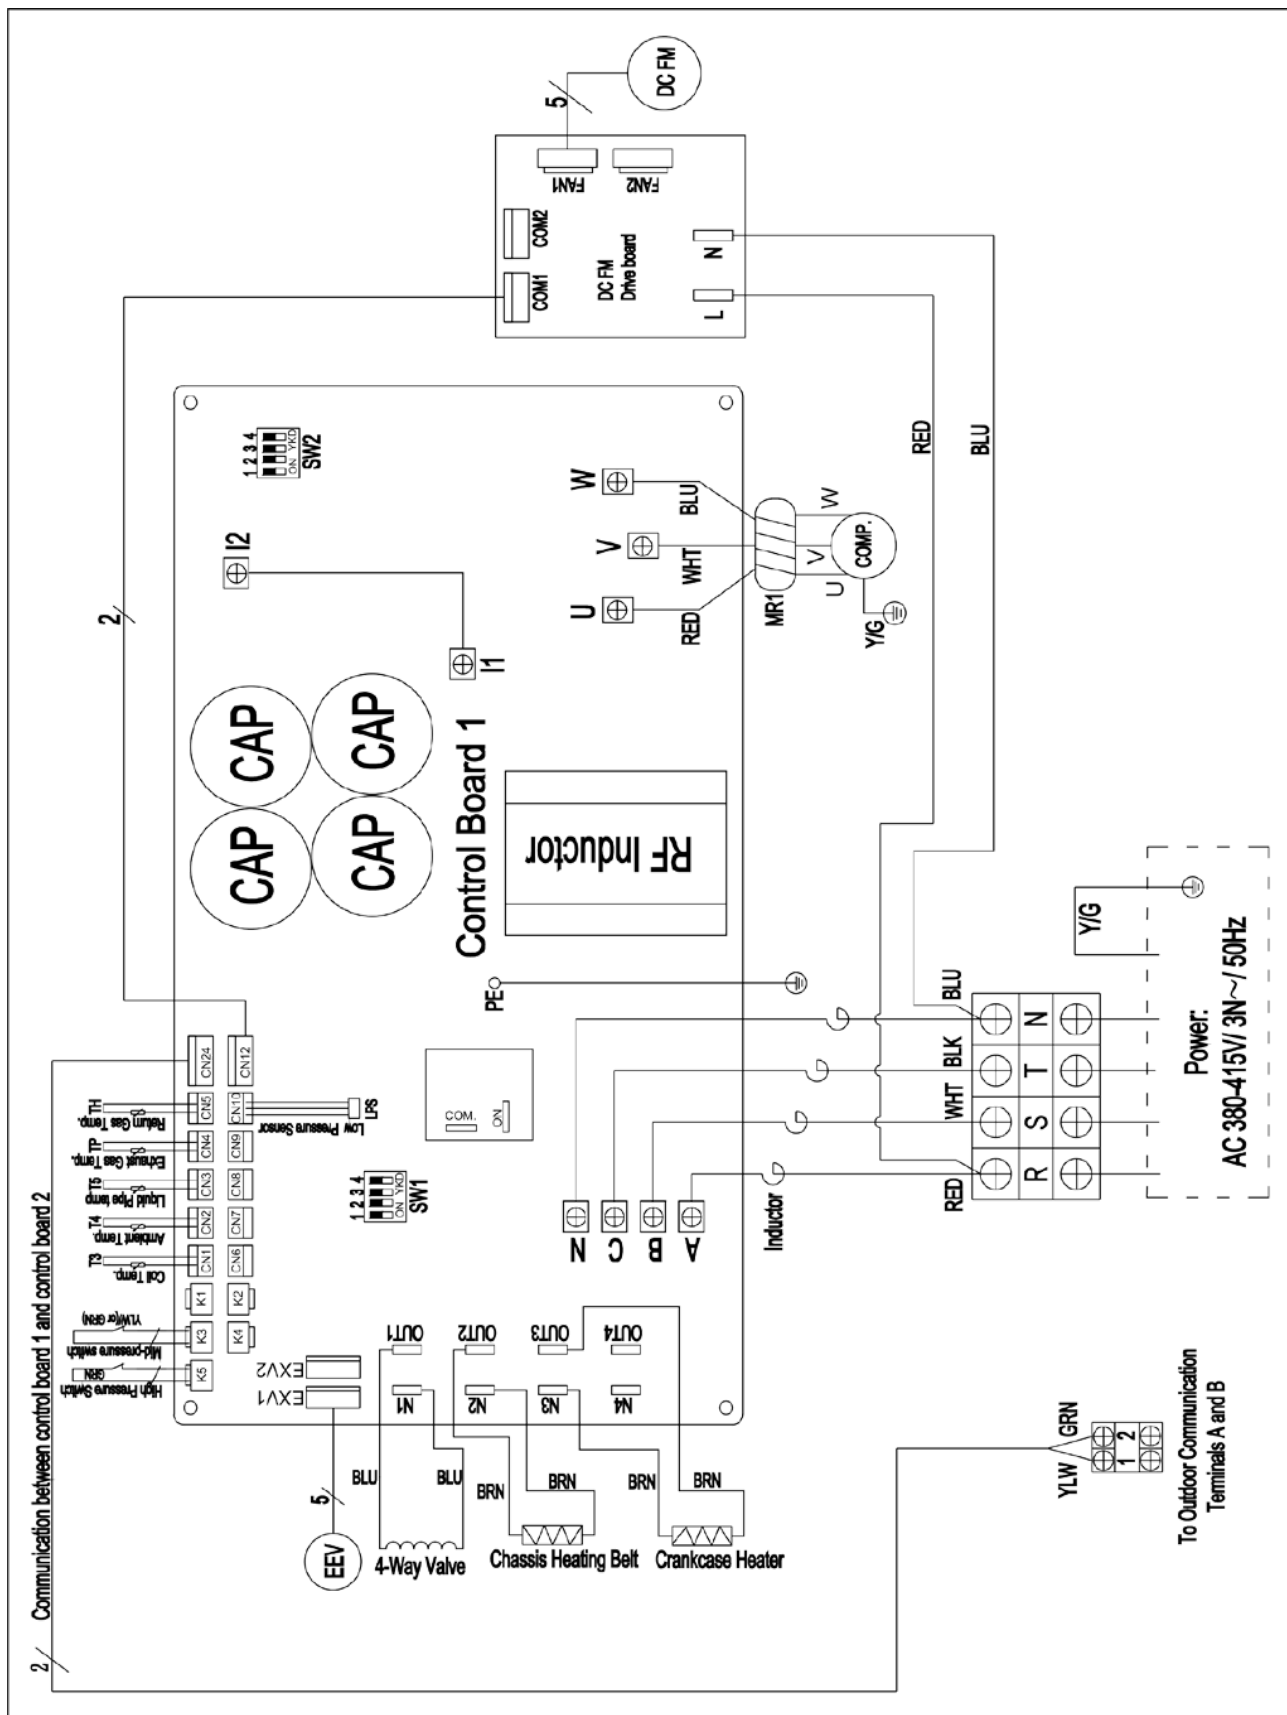 2
Communication between control board 1 and control board 2
High Pressure Switch
GRN
Mid-pressure switch
YLW(or GRN)
Coil Temp.
T3
Ambient Temp.
T4
Liquid Pipe temp
T5
Exhaust Gas Temp.
TP
Return Gas Temp.
TH
K5
K3
K1
CN1
CN2
CN3
CN4
CN5
CN24
K4
K2
CN6
CN7
CN8
CN9
CN10
CN12
Low Pressure Sensor
LPS
2
EEV
5
EXV1
EXV2
4-Way Valve
BLU
BLU
N1
OUT1
Chassis Heating Belt
BRN
BRN
N2
OUT2
Crankcase Heater
BRN
BRN
N3
OUT3
N4
OUT4
1 2 3 4
ON YKD
SW1
COM.
ON
CAP
CAP
CAP
CAP
Control Board 1
RF Inductor
PE
I1
I2
1 2 3 4
ON YKD
SW2
N
C
B
A
Inductor
U
V
W
RED
WHT
BLU
MR1
U
V
W
COMP.
Y/G
COM1
COM2
FAN1
FAN2
5
DC FM
DC FM
Drive board
L
N
RED
BLU
RED
WHT
BLK
BLU
R
S
T
N
Y/G
Power:
AC 380-415V/ 3N~/ 50Hz
YLW
GRN
1
2
To Outdoor Communication
Terminals A and B